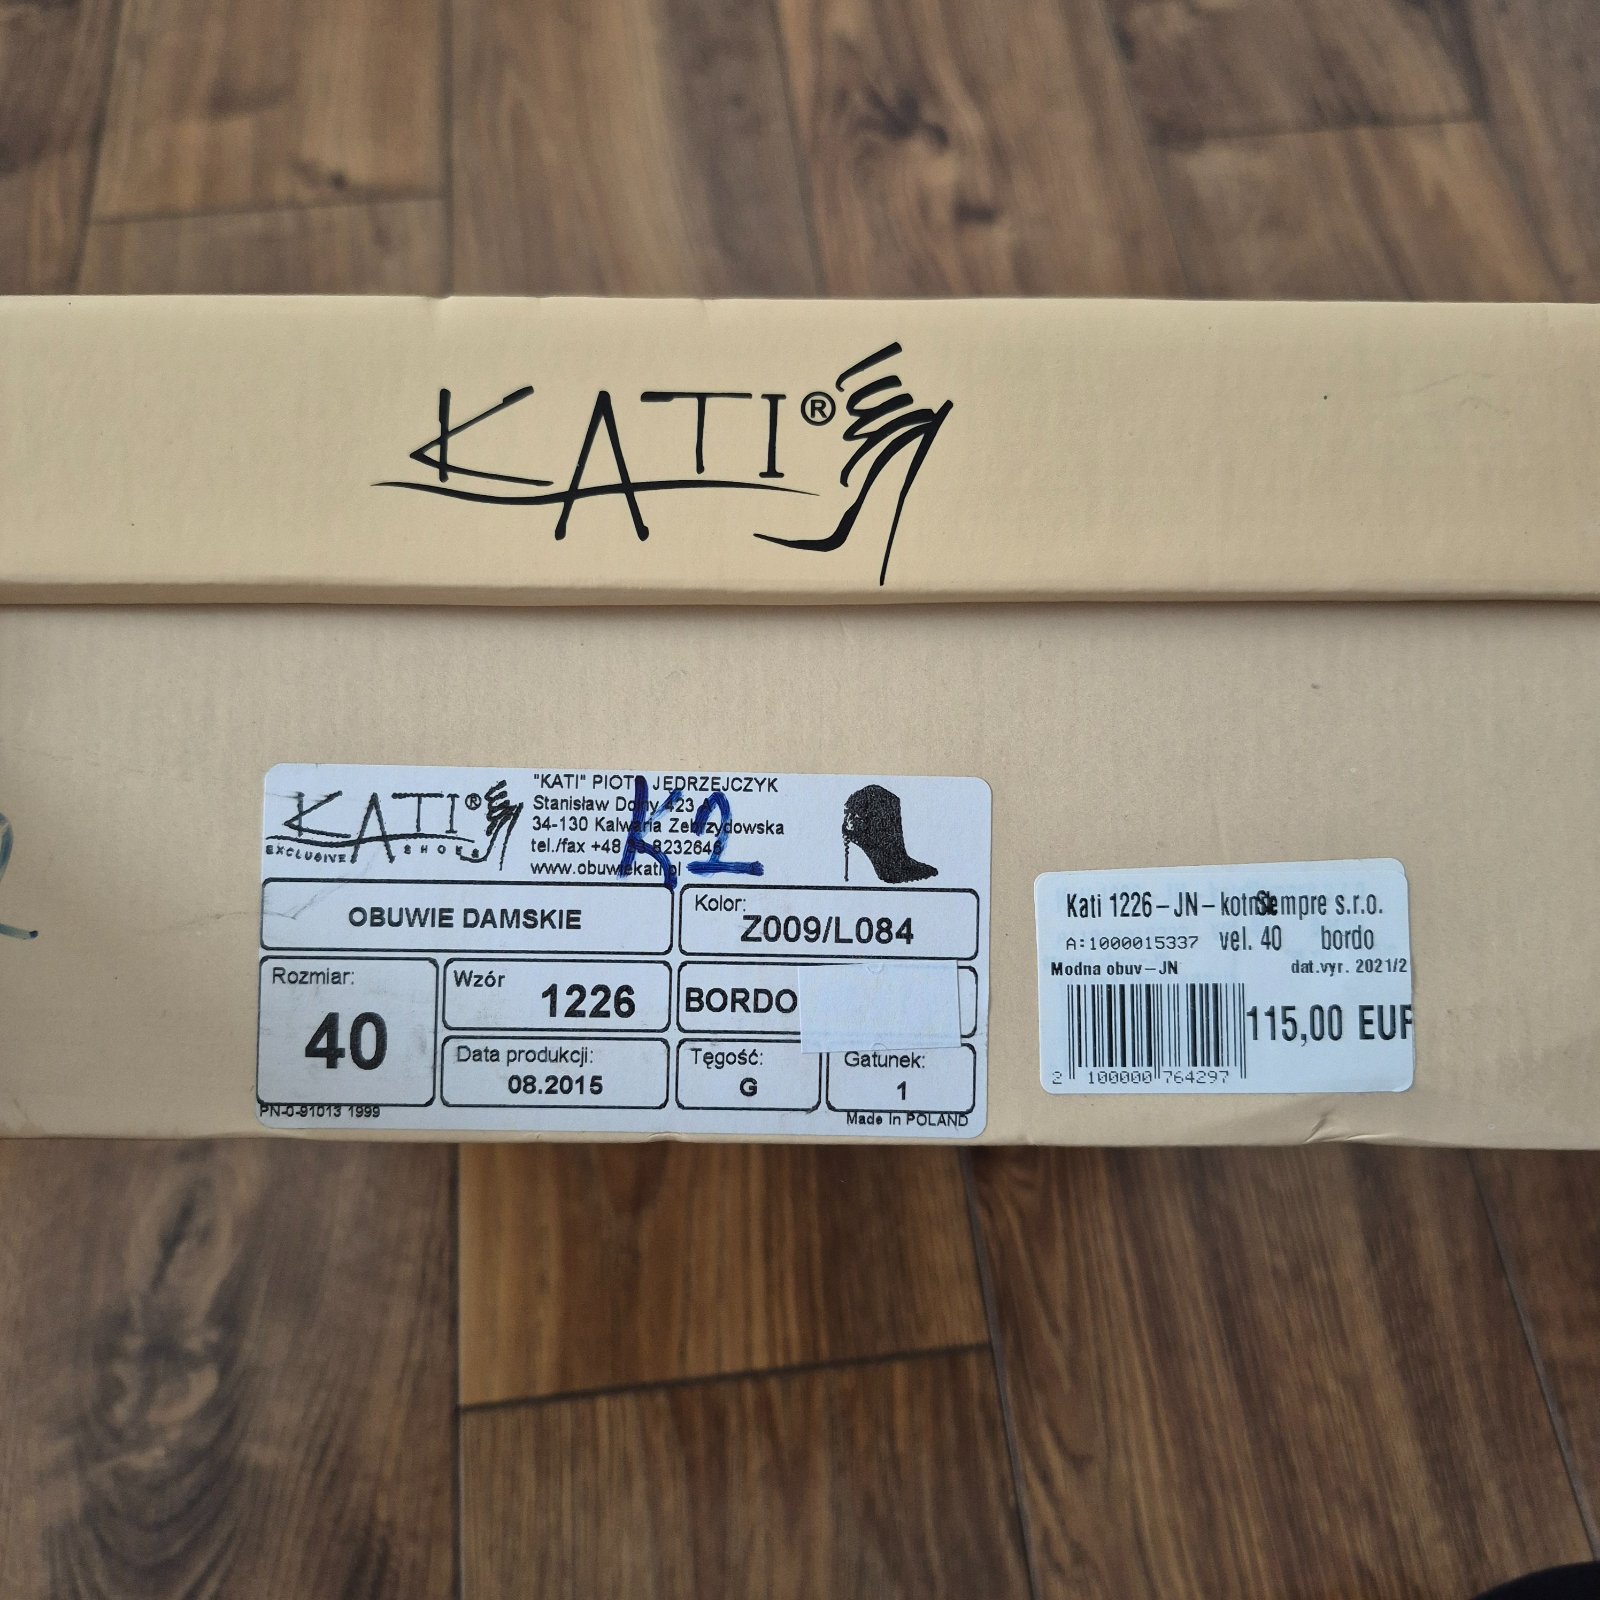 KATI®
KATI®
EXCLUSIVE SHOES
"KATI" PIOTR JĘDRZEJCZYK
Stanisław Dolny 423
34-130 Kalwaria Zebrzydowska
tel./fax +48 8232646
www.obuwiekati.pl
K2
OBUWIE DAMSKIE
Kolor:
Z009/L084
Rozmiar:
40
Wzór
1226
BORDO
Data produkcji:
08.2015
Tęgość:
G
Gatunek:
1
PN-0-91013 1999
Made in POLAND
Kati 1226-JN- Siempre s.r.o.
A:1000015337 vel. 40 bordo
Modna obuv-JN dat.vyr. 2021/2
115,00 EUR
2 100000 764297